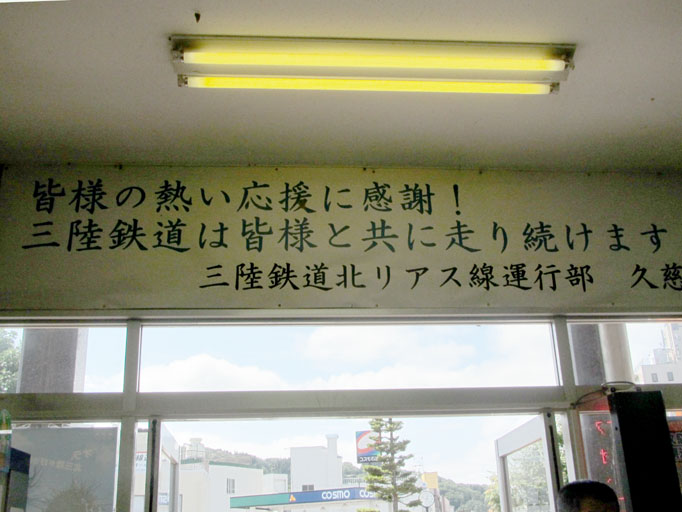 皆様の熱い応援に感謝!
三陸鉄道は皆様と共に走り続けます
三陸鉄道北リアス線運行部 久慈
COSMO